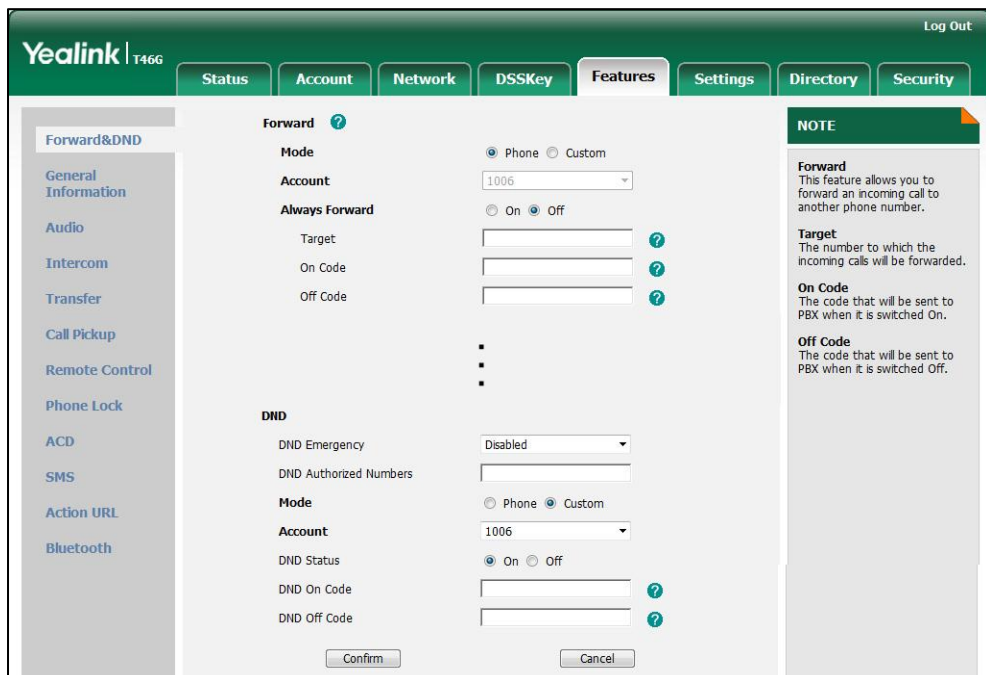 Log Out
Yealink | T46G
Status Account Network DSSKey Features Settings Directory Security
Forward&DND
General
Information
Audio
Intercom
Transfer
Call Pickup
Remote Control
Phone Lock
ACD
SMS
Action URL
Bluetooth
Forward ?
Mode Phone Custom
Account 1006
Always Forward On Off
Target ?
On Code ?
Off Code ?
DND
DND Emergency Disabled
DND Authorized Numbers
Mode Phone Custom
Account 1006
DND Status On Off
DND On Code ?
DND Off Code ?
Confirm Cancel
NOTE
Forward
This feature allows you to
forward an incoming call to
another phone number.
Target
The number to which the
incoming calls will be forwarded.
On Code
The code that will be sent to
PBX when it is switched On.
Off Code
The code that will be sent to
PBX when it is switched Off.